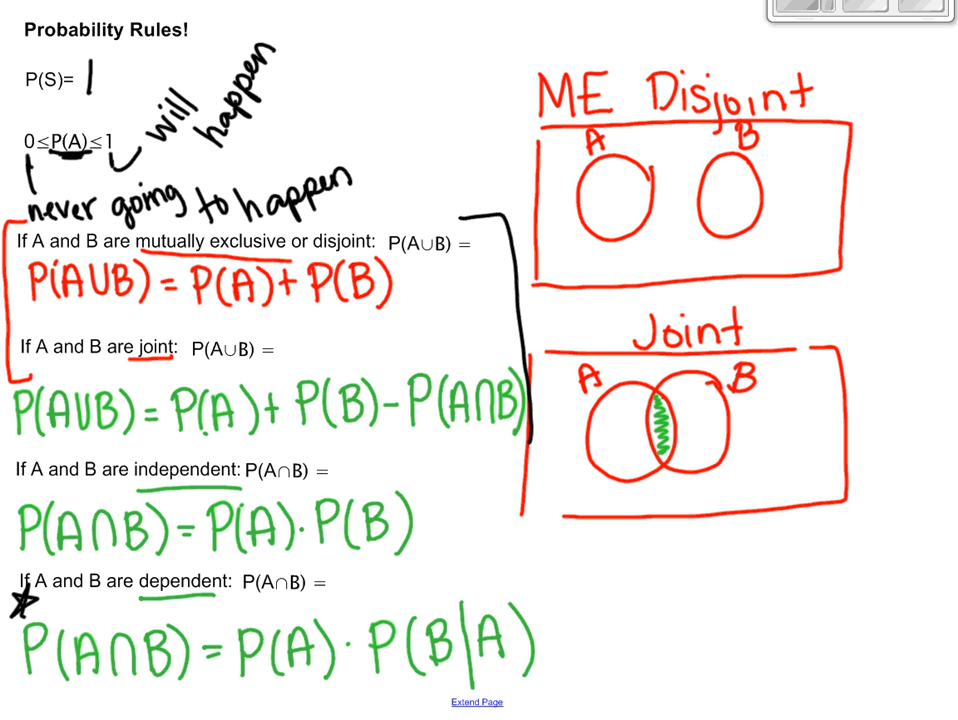 Probability Rules!
P(S)= 1
will happen
0≤P(A)≤1
never going to happen
If A and B are mutually exclusive or disjoint: P(A∪B) =
P(A∪B) = P(A) + P(B)
If A and B are joint: P(A∪B) =
P(A∪B) = P(A) + P(B) - P(A∩B)
If A and B are independent: P(A∩B) =
P(A∩B) = P(A) · P(B)
If A and B are dependent: P(A∩B) =
P(A∩B) = P(A) · P(B|A)
ME Disjoint
A B
Joint
A B
Extend Page